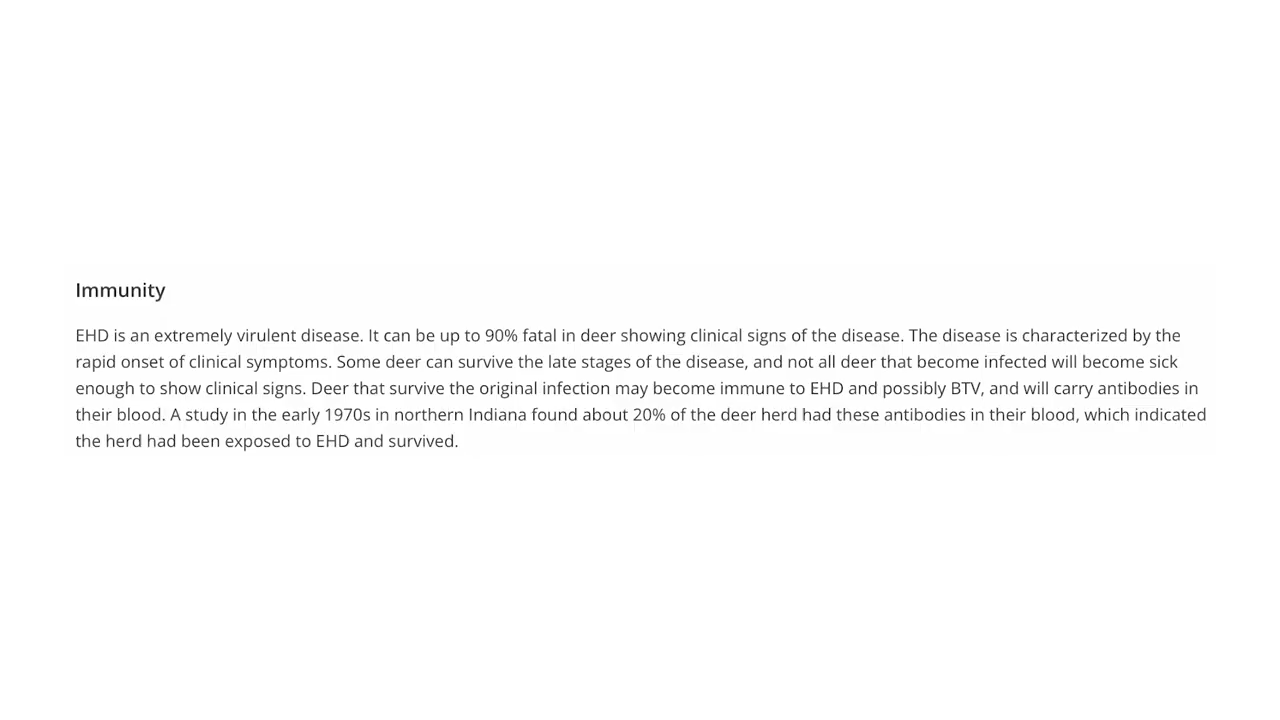 Immunity
EHD is an extremely virulent disease. It can be up to 90% fatal in deer showing clinical signs of the disease. The disease is characterized by the
rapid onset of clinical symptoms. Some deer can survive the late stages of the disease, and not all deer that become infected will become sick
enough to show clinical signs. Deer that survive the original infection may become immune to EHD and possibly BTV, and will carry antibodies in
their blood. A study in the early 1970s in northern Indiana found about 20% of the deer herd had these antibodies in their blood, which indicated
the herd had been exposed to EHD and survived.